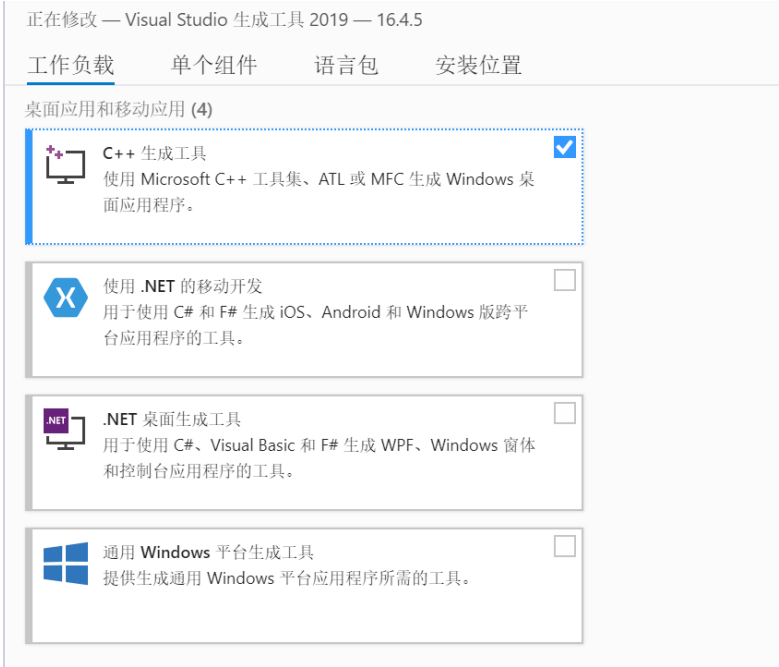 正在修改 — Visual Studio 生成工具 2019 — 16.4.5
工作负载 单个组件 语言包 安装位置
桌面应用和移动应用 (4)
C++ 生成工具
使用 Microsoft C++ 工具集、ATL 或 MFC 生成 Windows 桌
面应用程序。
使用 .NET 的移动开发
用于使用 C# 和 F# 生成 iOS、Android 和 Windows 版跨平
台应用程序的工具。
.NET
.NET 桌面生成工具
用于使用 C#、Visual Basic 和 F# 生成 WPF、Windows 窗体
和控制台应用程序的工具。
通用 Windows 平台生成工具
提供生成通用 Windows 平台应用程序所需的工具。